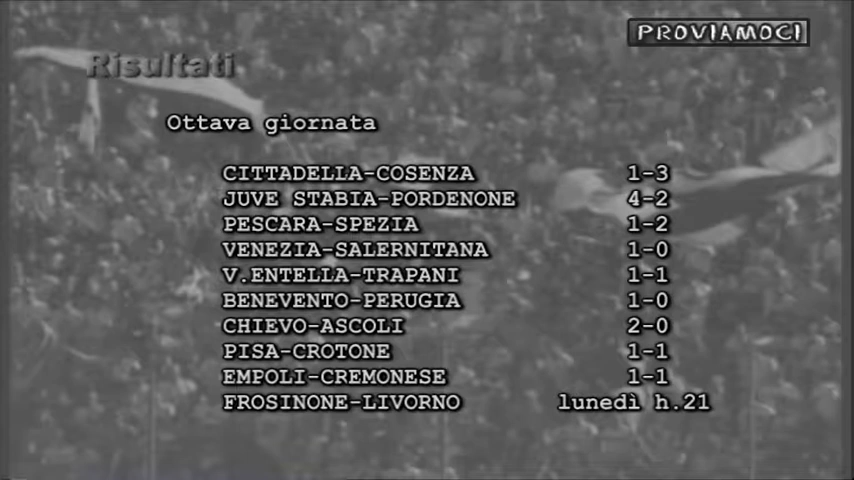 PROVIAMOCI
Risultati
Ottava giornata
CITTADELLA-COSENZA 1-3
JUVE STABIA-PORDENONE 4-2
PESCARA-SPEZIA 1-2
VENEZIA-SALERNITANA 1-0
V.ENTELLA-TRAPANI 1-1
BENEVENTO-PERUGIA 1-0
CHIEVO-ASCOLI 2-0
PISA-CROTONE 1-1
EMPOLI-CREMONESE 1-1
FROSINONE-LIVORNO lunedì h.21